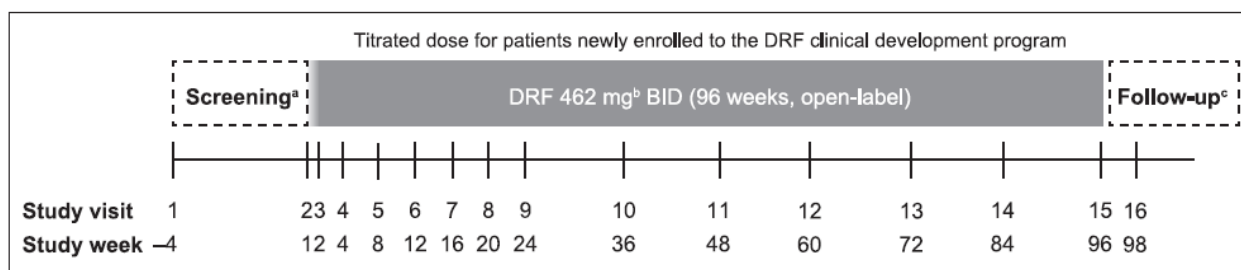 Titrated dose for patients newly enrolled to the DRF clinical development program
Screeningᵃ DRF 462 mgᵇ BID (96 weeks, open-label) Follow-upᶜ
Study visit 1 2 3 4 5 6 7 8 9 10 11 12 13 14 15 16
Study week –4 1 2 4 8 12 16 20 24 36 48 60 72 84 96 98